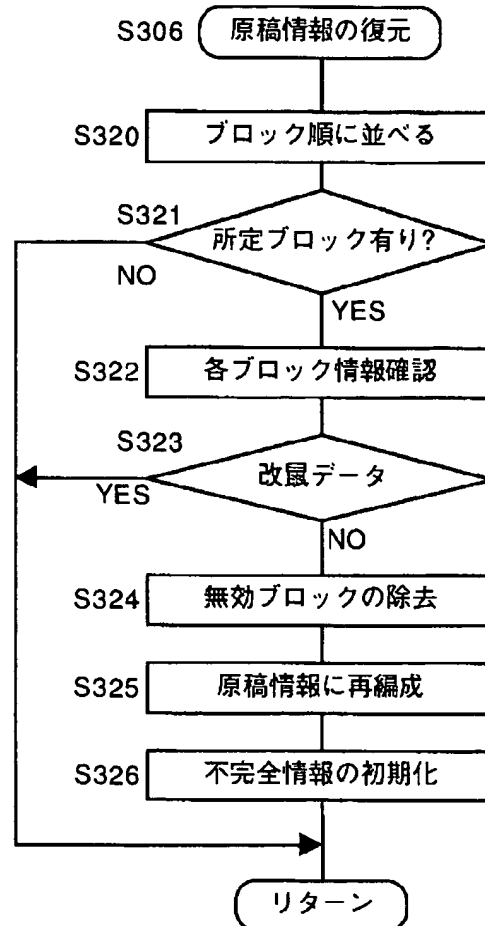 S306 原稿情報の復元
S320 ブロック順に並べる
S321
所定ブロック有り?
NO
YES
S322 各ブロック情報確認
S323
改鼠データ
YES
NO
S324 無効ブロックの除去
S325 原稿情報に再編成
S326 不完全情報の初期化
リターン